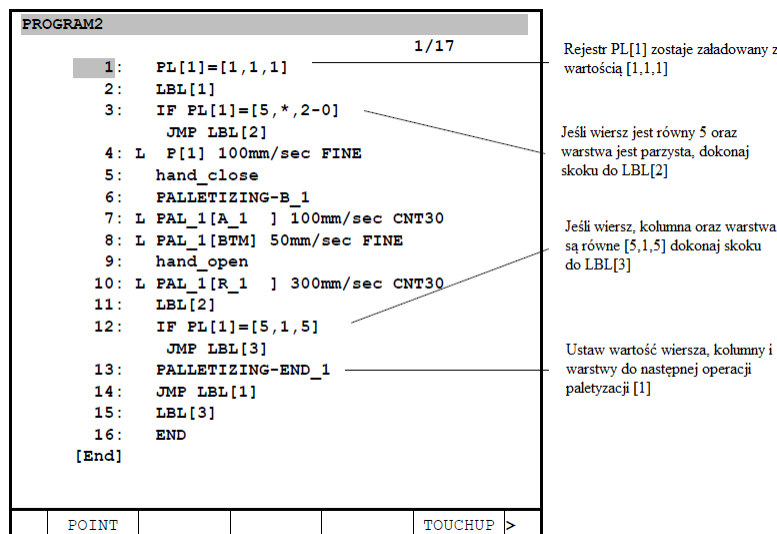 PROGRAM2
1/17
1: PL[1]=[1,1,1]
2: LBL[1]
3: IF PL[1]=[5,*,2-0]
JMP LBL[2]
4: L P[1] 100mm/sec FINE
5: hand_close
6: PALLETIZING-B_1
7: L PAL_1[A_1 ] 100mm/sec CNT30
8: L PAL_1[BTM] 50mm/sec FINE
9: hand_open
10: L PAL_1[R_1 ] 300mm/sec CNT30
11: LBL[2]
12: IF PL[1]=[5,1,5]
JMP LBL[3]
13: PALLETIZING-END_1
14: JMP LBL[1]
15: LBL[3]
16: END
[End]
POINT TOUCHUP >
Rejestr PL[1] zostaje załadowany z
wartością [1,1,1]
Jeśli wiersz jest równy 5 oraz
warstwa jest parzysta, dokonaj
skoku do LBL[2]
Jeśli wiersz, kolumna oraz warstwa
są równe [5,1,5] dokonaj skoku
do LBL[3]
Ustaw wartość wiersza, kolumny i
warstwy do następnej operacji
paletyzacji [1]